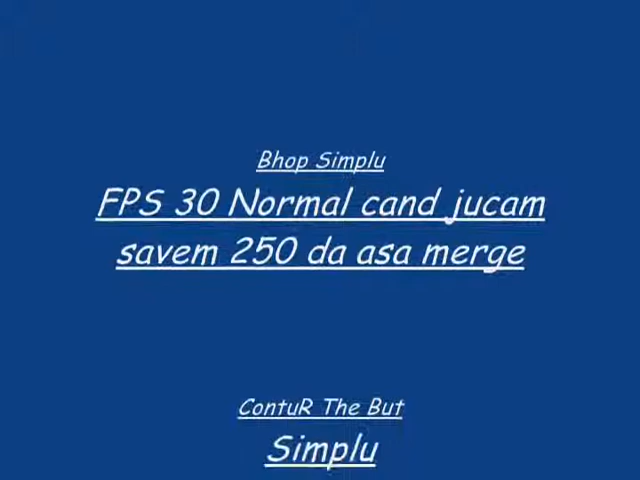 Bhop Simplu
FPS 30 Normal cand jucam
savem 250 da asa merge
ContuR The But
Simplu